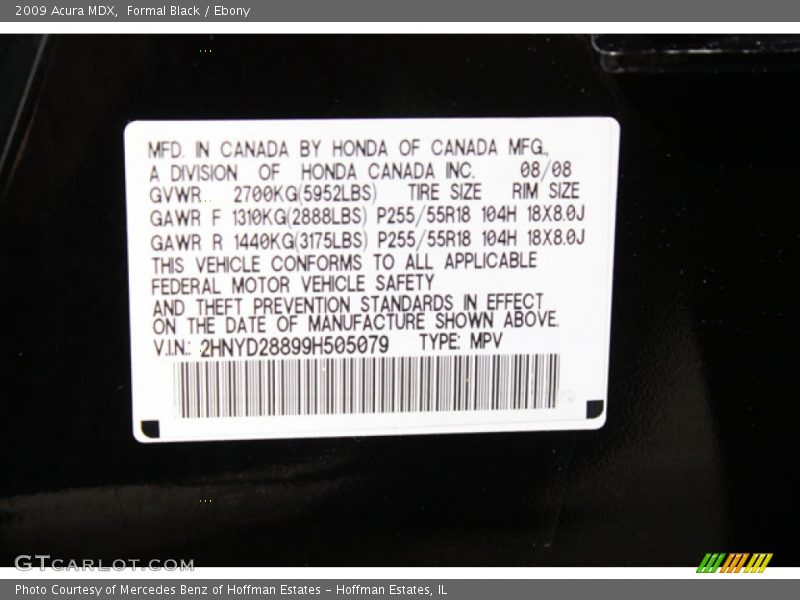 2009 Acura MDX,  Formal Black / Ebony
MFD. IN CANADA BY HONDA OF CANADA MFG.,
A DIVISION OF HONDA CANADA INC. 08/08
GVWR 2700KG(5952LBS) TIRE SIZE RIM SIZE
GAWR F 1310KG(2888LBS) P255/55R18 104H 18X8.0J
GAWR R 1440KG(3175LBS) P255/55R18 104H 18X8.0J
THIS VEHICLE CONFORMS TO ALL APPLICABLE
FEDERAL MOTOR VEHICLE SAFETY
AND THEFT PREVENTION STANDARDS IN EFFECT
ON THE DATE OF MANUFACTURE SHOWN ABOVE.
V.I.N.: 2HNYD28899H505079 TYPE: MPV
GTCARLOT.COM
Photo Courtesy of Mercedes Benz of Hoffman Estates - Hoffman Estates, IL